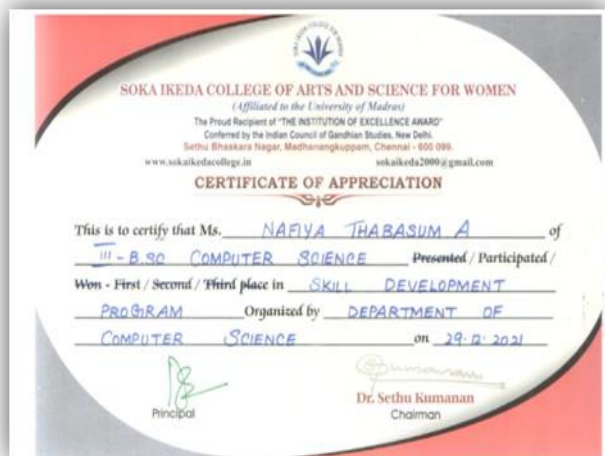 SOKA IKEDA COLLEGE OF ARTS AND SCIENCE FOR WOMEN
(Affiliated to the University of Madras)
The Proud Recipient of "THE INSTITUTION OF EXCELLENCE AWARD"
Conferred by the Indian Council of Gandhian Studies, New Delhi.
Sethu Bhaskara Nagar, Madhanangkuppam, Chennai - 600 099.
www.sokaikedacollege.in sokaikeda2000@gmail.com
CERTIFICATE OF APPRECIATION
This is to certify that Ms. NAFIYA THABASUM A of
III - B.SC COMPUTER SCIENCE Presented / Participated /
Won - First / Second / Third place in SKILL DEVELOPMENT
PROGRAM Organized by DEPARTMENT OF
COMPUTER SCIENCE on 29.12.2021
Principal
Dr. Sethu Kumanan
Chairman